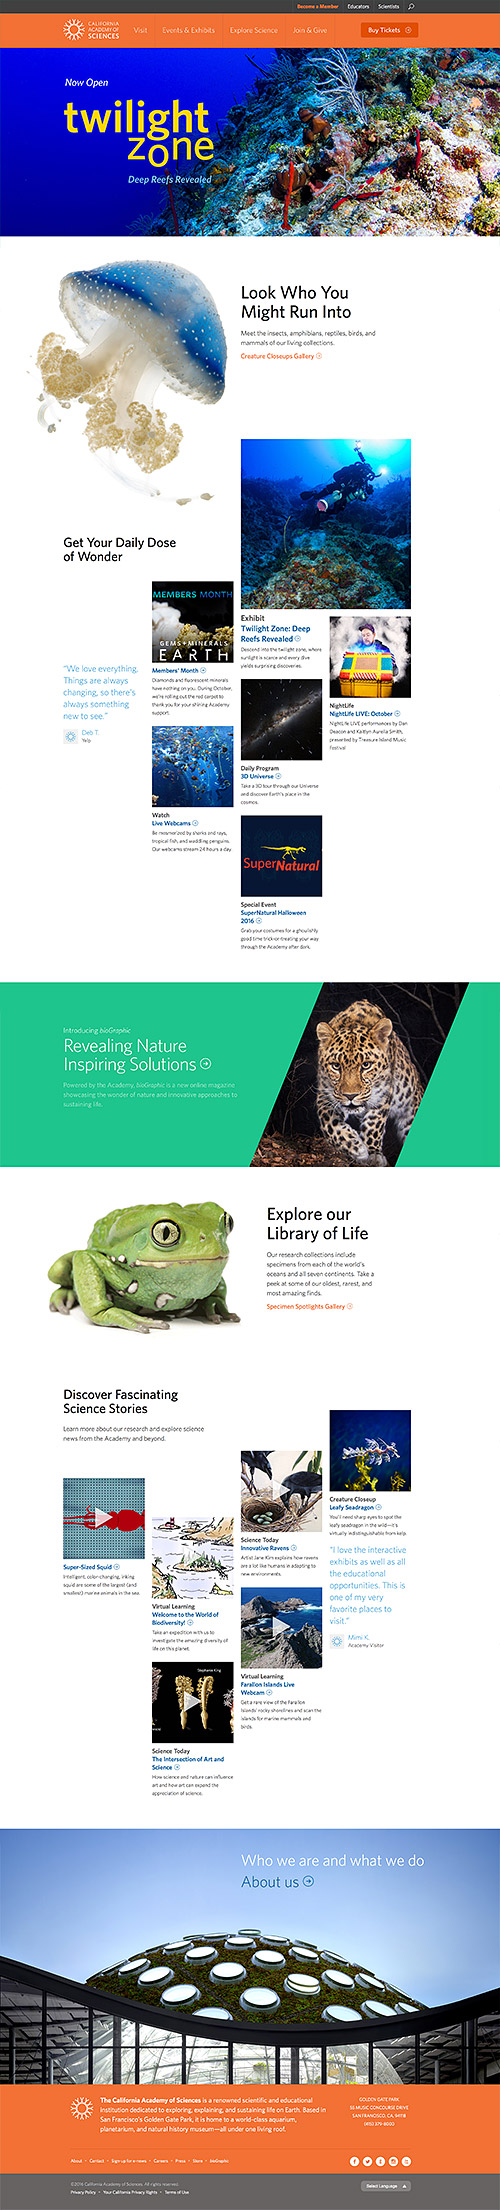 Become a Member
Educators
Scientists
CALIFORNIA
ACADEMY OF
SCIENCES
Visit
Events & Exhibits
Explore Science
Join & Give
Buy Tickets
Now Open
twilight
zone
Deep Reefs Revealed
Look Who You
Might Run Into
Meet the insects, amphibians, reptiles, birds, and
mammals of our living collections.
Creature Closeups Gallery
Get Your Daily Dose
of Wonder
"We love everything.
Things are always
changing, so there's
always something
new to see."
Deb T.
Yelp
MEMBERS MONTH
GEMS+MINERALS
EARTH
Members' Month
Diamonds and fluorescent minerals
have nothing on you. During October,
we're rolling out the red carpet to
thank you for your shining Academy
support.
Watch
Live Webcams
Be mesmerized by sharks and rays,
tropical fish, and waddling penguins.
Our webcams stream 24 hours a day.
Exhibit
Twilight Zone: Deep
Reefs Revealed
Descend into the twilight zone, where
sunlight is scarce and every dive
yields surprising discoveries.
Daily Program
3D Universe
Take a 3D tour through our Universe
and discover Earth's place in the
cosmos.
SuperNatural
Special Event
SuperNatural Halloween
2016
Grab your costumes for a ghoulishly
good time trick-or-treating your way
through the Academy after dark.
NightLife
NightLife LIVE: October
NightLife LIVE performances by Dan
Deacon and Kaitlyn Aurelia Smith,
presented by Treasure Island Music
Festival
Introducing bioGraphic
Revealing Nature
Inspiring Solutions
Powered by the Academy, bioGraphic is a new online magazine
showcasing the wonder of nature and innovative approaches to
sustaining life.
Explore our
Library of Life
Our research collections include
specimens from each of the world's
oceans and all seven continents. Take a
peek at some of our oldest, rarest, and
most amazing finds.
Specimen Spotlights Gallery
Discover Fascinating
Science Stories
Learn more about our research and explore science
news from the Academy and beyond.
Super-Sized Squid
Intelligent, color-changing, inking
squid are some of the largest (and
smallest) marine animals in the sea.
Virtual Learning
Welcome to the World of
Biodiversity!
Take an expedition with us to
investigate the amazing diversity of
life on this planet.
Stephanie King
Science Today
The Intersection of Art and
Science
How science and nature can influence
art and how art can expand the
appreciation of science.
Science Today
Innovative Ravens
Artist Jane Kim explains how ravens
are a lot like humans in adapting to
new environments.
Virtual Learning
Farallon Islands Live
Webcam
Get a rare view of the Farallon
Islands' rocky shorelines and scan the
islands for marine mammals and
birds.
Creature Closeup
Leafy Seadragon
You'll need sharp eyes to spot the
leafy seadragon in the wild—it's
virtually indistinguishable from kelp.
"I love the interactive
exhibits as well as all
the educational
opportunities. This is
one of my very
favorite places to
visit."
Mimi K.
Academy Visitor
Who we are and what we do
About us
The California Academy of Sciences is a renowned scientific and educational
institution dedicated to exploring, explaining, and sustaining life on Earth. Based in
San Francisco's Golden Gate Park, it is home to a world-class aquarium,
planetarium, and natural history museum—all under one living roof.
GOLDEN GATE PARK
55 MUSIC CONCOURSE DRIVE
SAN FRANCISCO, CA. 94118
(415) 379-8000
About • Contact • Sign up for e-news • Careers • Press • Store • bioGraphic
©2016 California Academy of Sciences. All rights reserved
Privacy Policy • Your California Privacy Rights • Terms of Use
Select Language